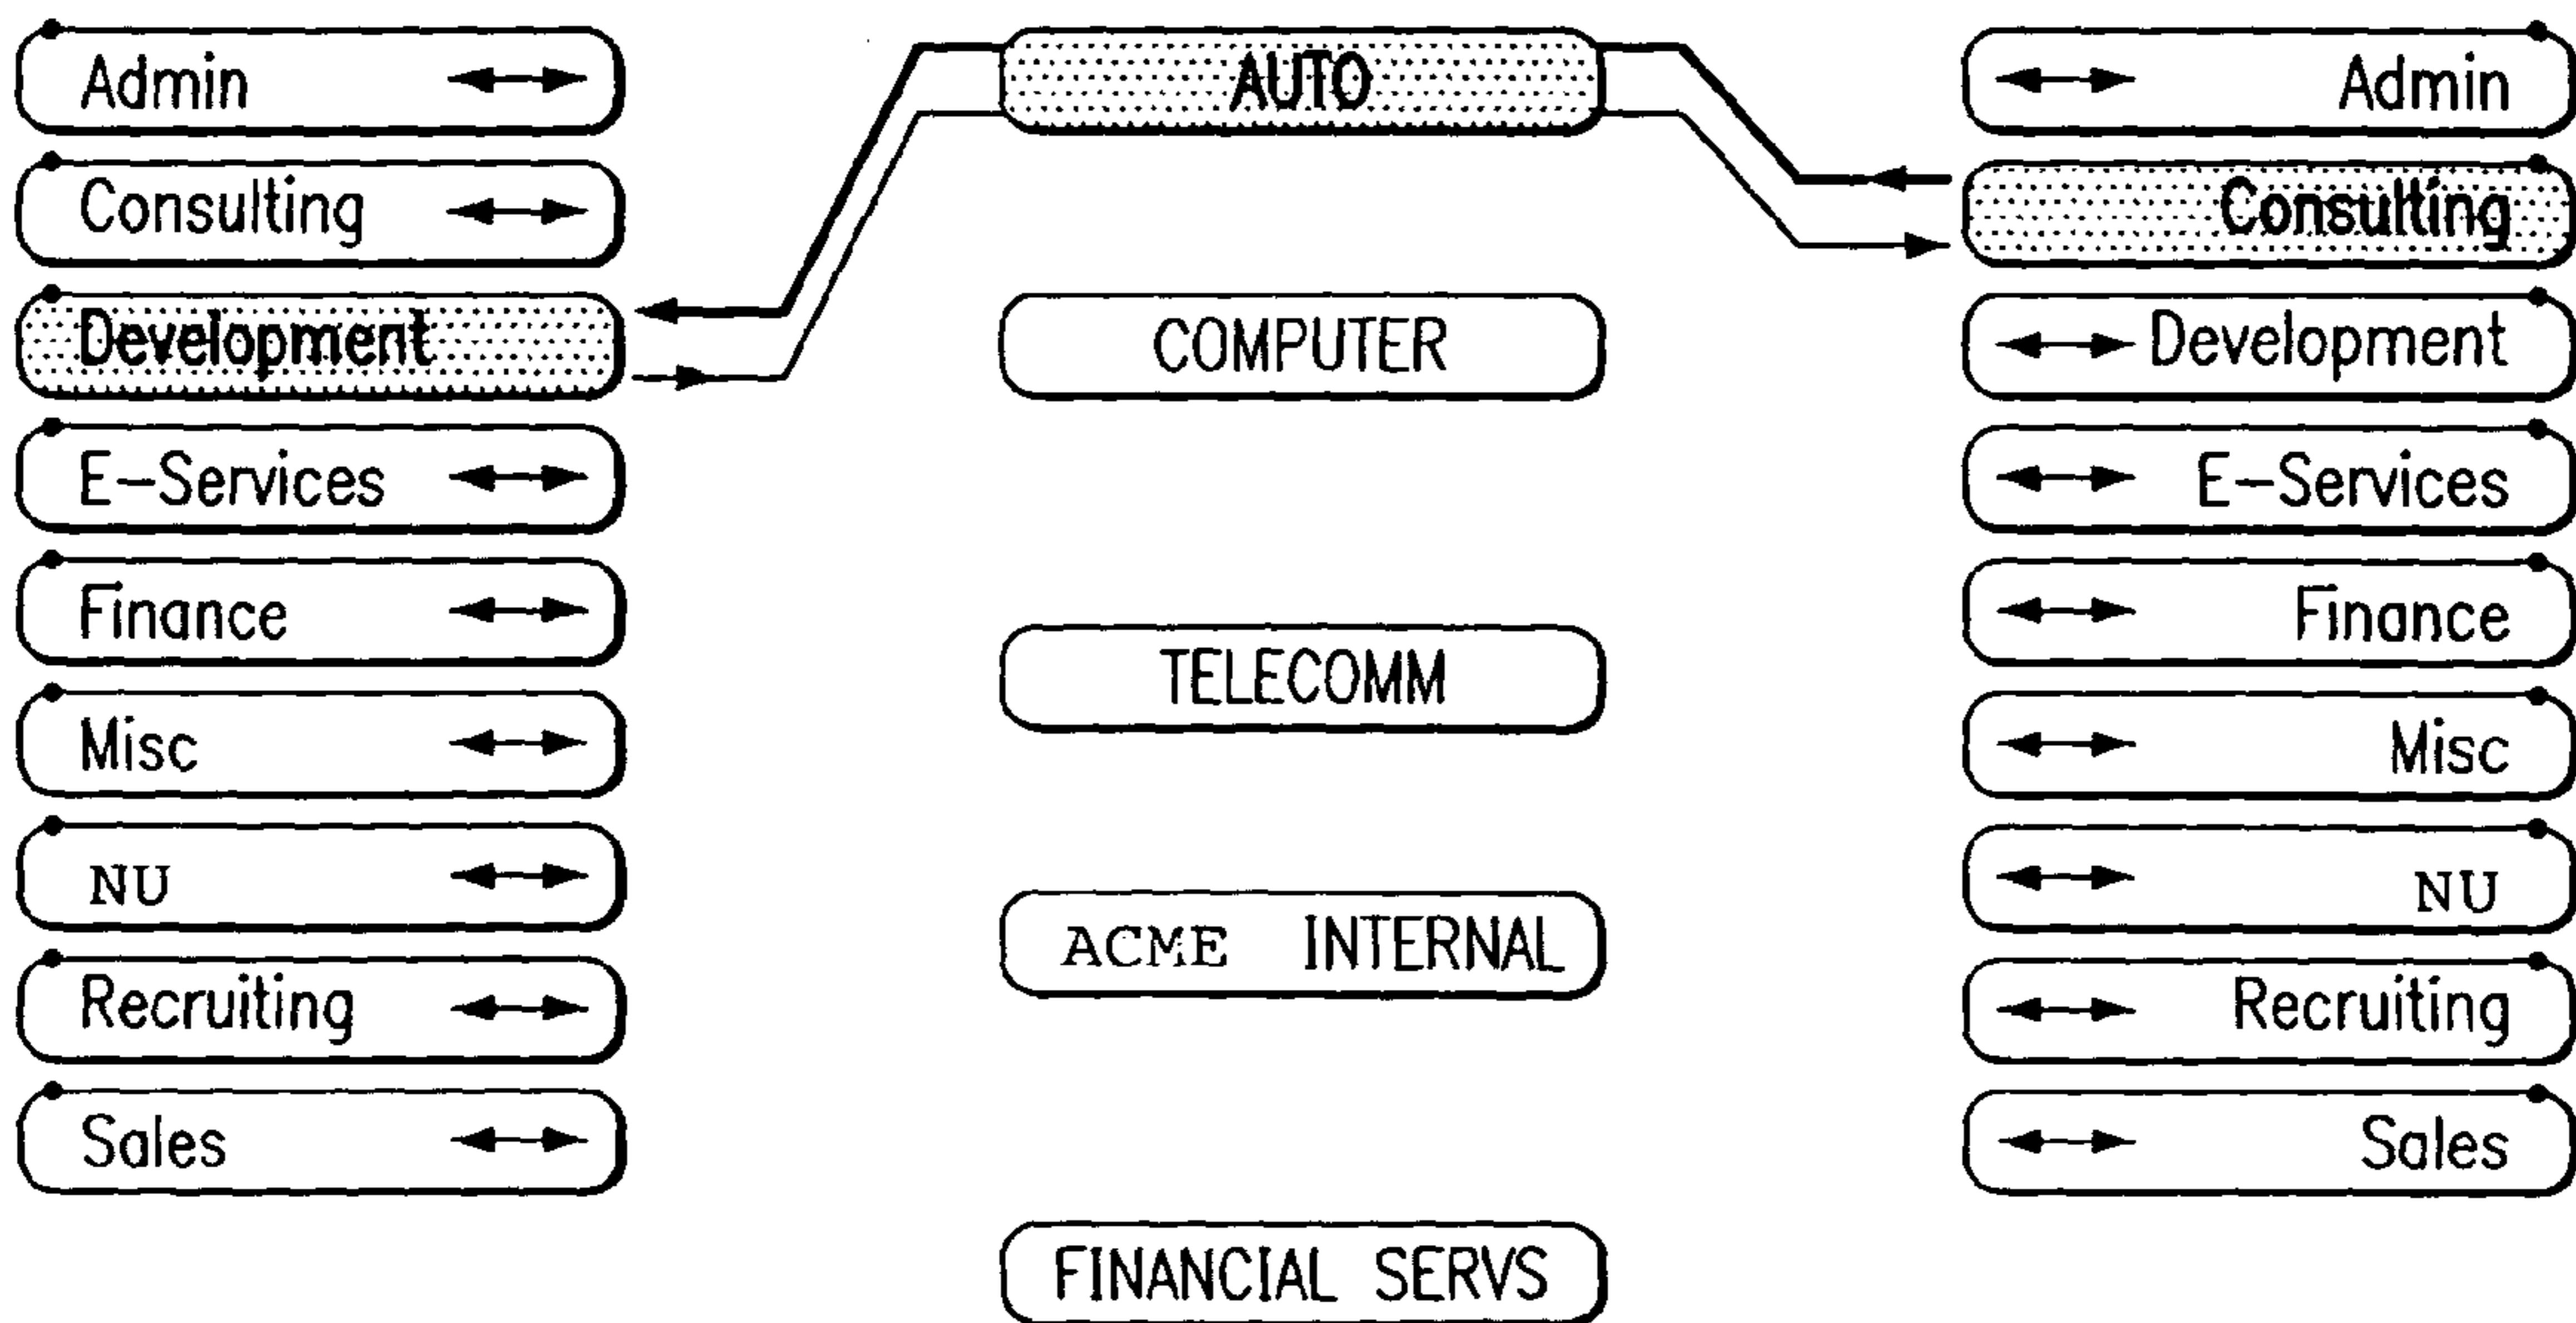 Admin
Consulting
Development
E-Services
Finance
Misc
NU
Recruiting
Sales
AUTO
COMPUTER
TELECOMM
ACME INTERNAL
FINANCIAL SERVS
Admin
Consulting
Development
E-Services
Finance
Misc
NU
Recruiting
Sales